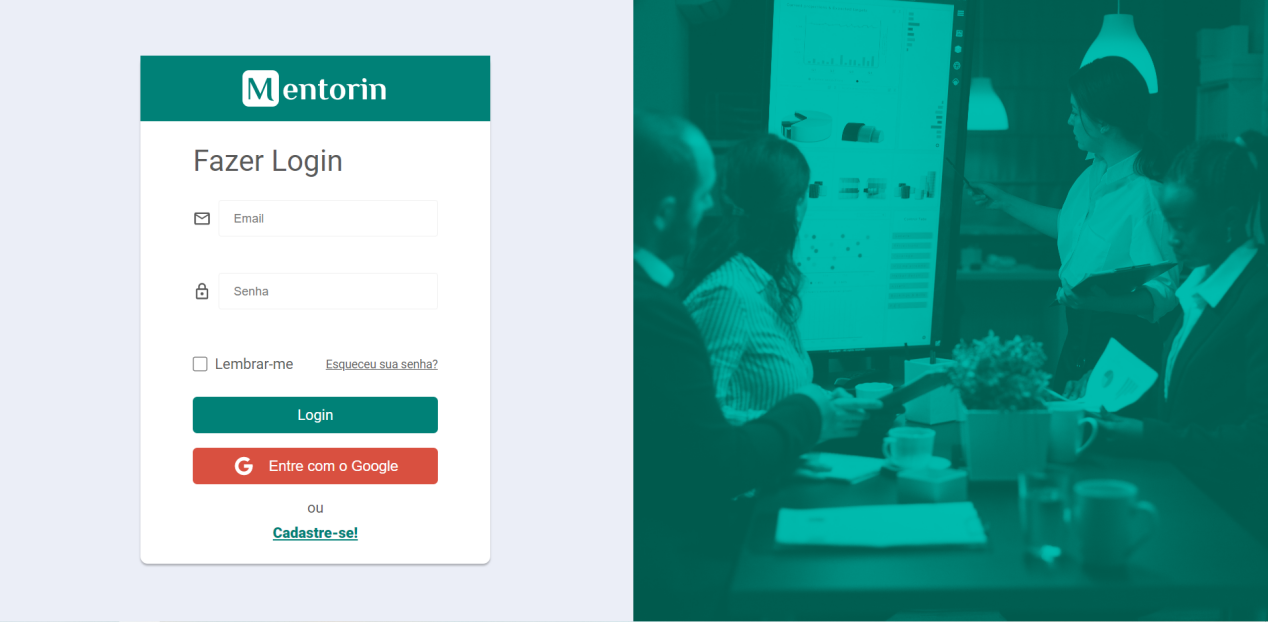 Mentorin
Fazer Login
Email
Senha
Lembrar-me Esqueceu sua senha?
Login
Entre com o Google
ou
Cadastre-se!